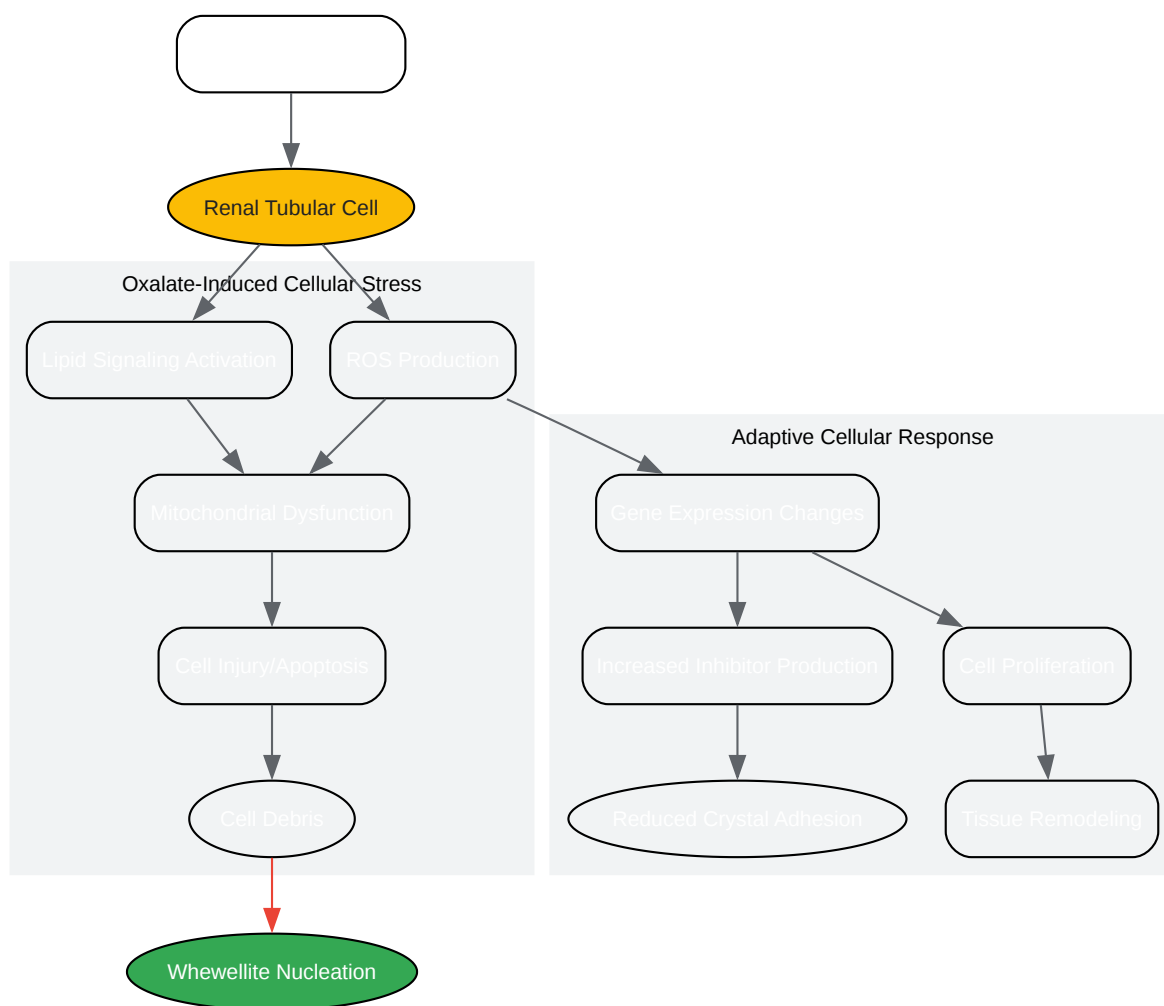 Renal Tubular Cell
Oxalate-Induced Cellular Stress
Lipid Signaling Activation
ROS Production
Adaptive Cellular Response
Mitochondrial Dysfunction
Gene Expression Changes
Cell Injury/Apoptosis
Increased Inhibitor Production
Cell Proliferation
Cell Debris
Reduced Crystal Adhesion
Tissue Remodeling
Whewellite Nucleation